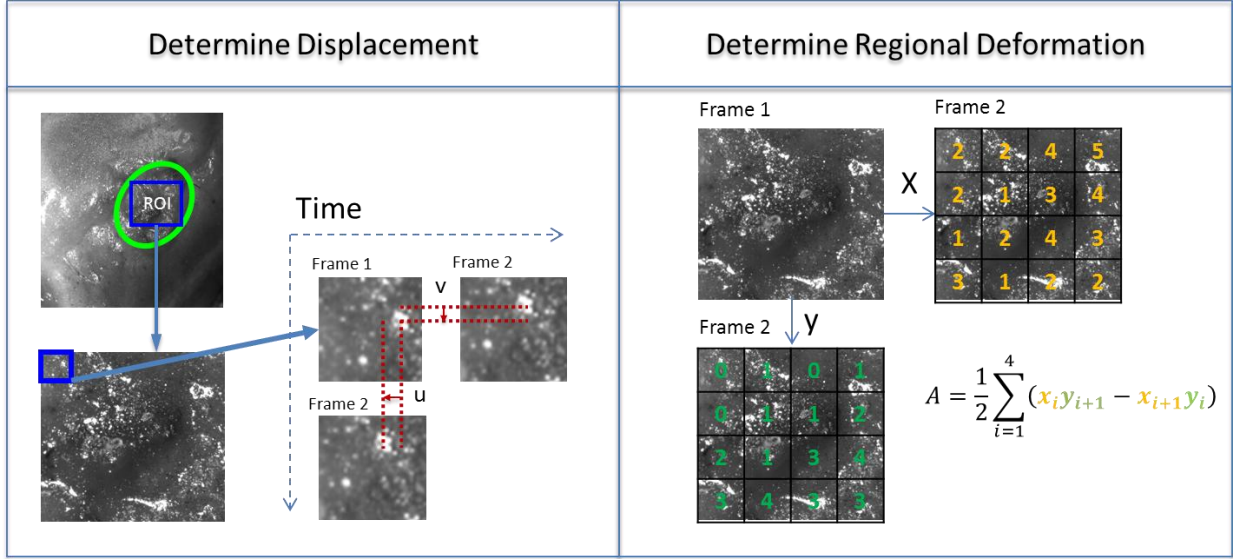 Determine Displacement
Determine Regional Deformation
ROI
Time
Frame 1
Frame 2
v
u
Frame 2
Frame 1
Frame 2
X
2 2 4 5
2 1 3 4
1 2 4 3
3 1 2 2
y
Frame 2
0 1 0 1
0 1 1 2
2 1 3 4
3 4 3 3
A = 1/2 ∑_{i=1}^{4} (x_i y_{i+1} − x_{i+1} y_i)